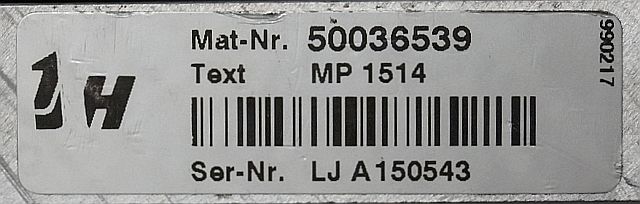 Mat-Nr. 50036539
Text MP 1514
Ser-Nr. LJ A150543
990217
H